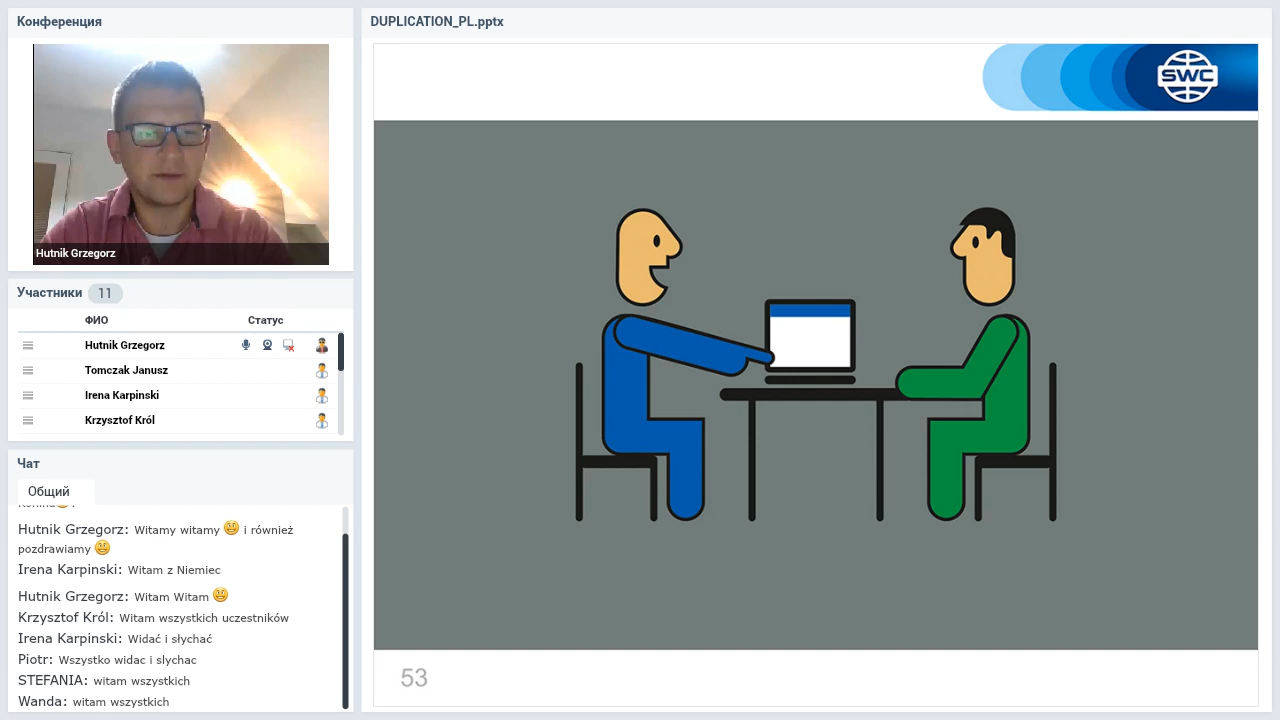 Конференция
Hutnik Grzegorz
Участники 11
ФИО Статус
Hutnik Grzegorz
Tomczak Janusz
Irena Karpinski
Krzysztof Król
Чат
Общий
Hutnik Grzegorz: Witamy witamy i również
pozdrawiamy
Irena Karpinski: Witam z Niemiec
Hutnik Grzegorz: Witam Witam
Krzysztof Król: Witam wszystkich uczestników
Irena Karpinski: Widać i słychać
Piotr: Wszystko widac i slychac
STEFANIA: witam wszystkich
Wanda: witam wszystkich
DUPLICATION_PL.pptx
SWC
53